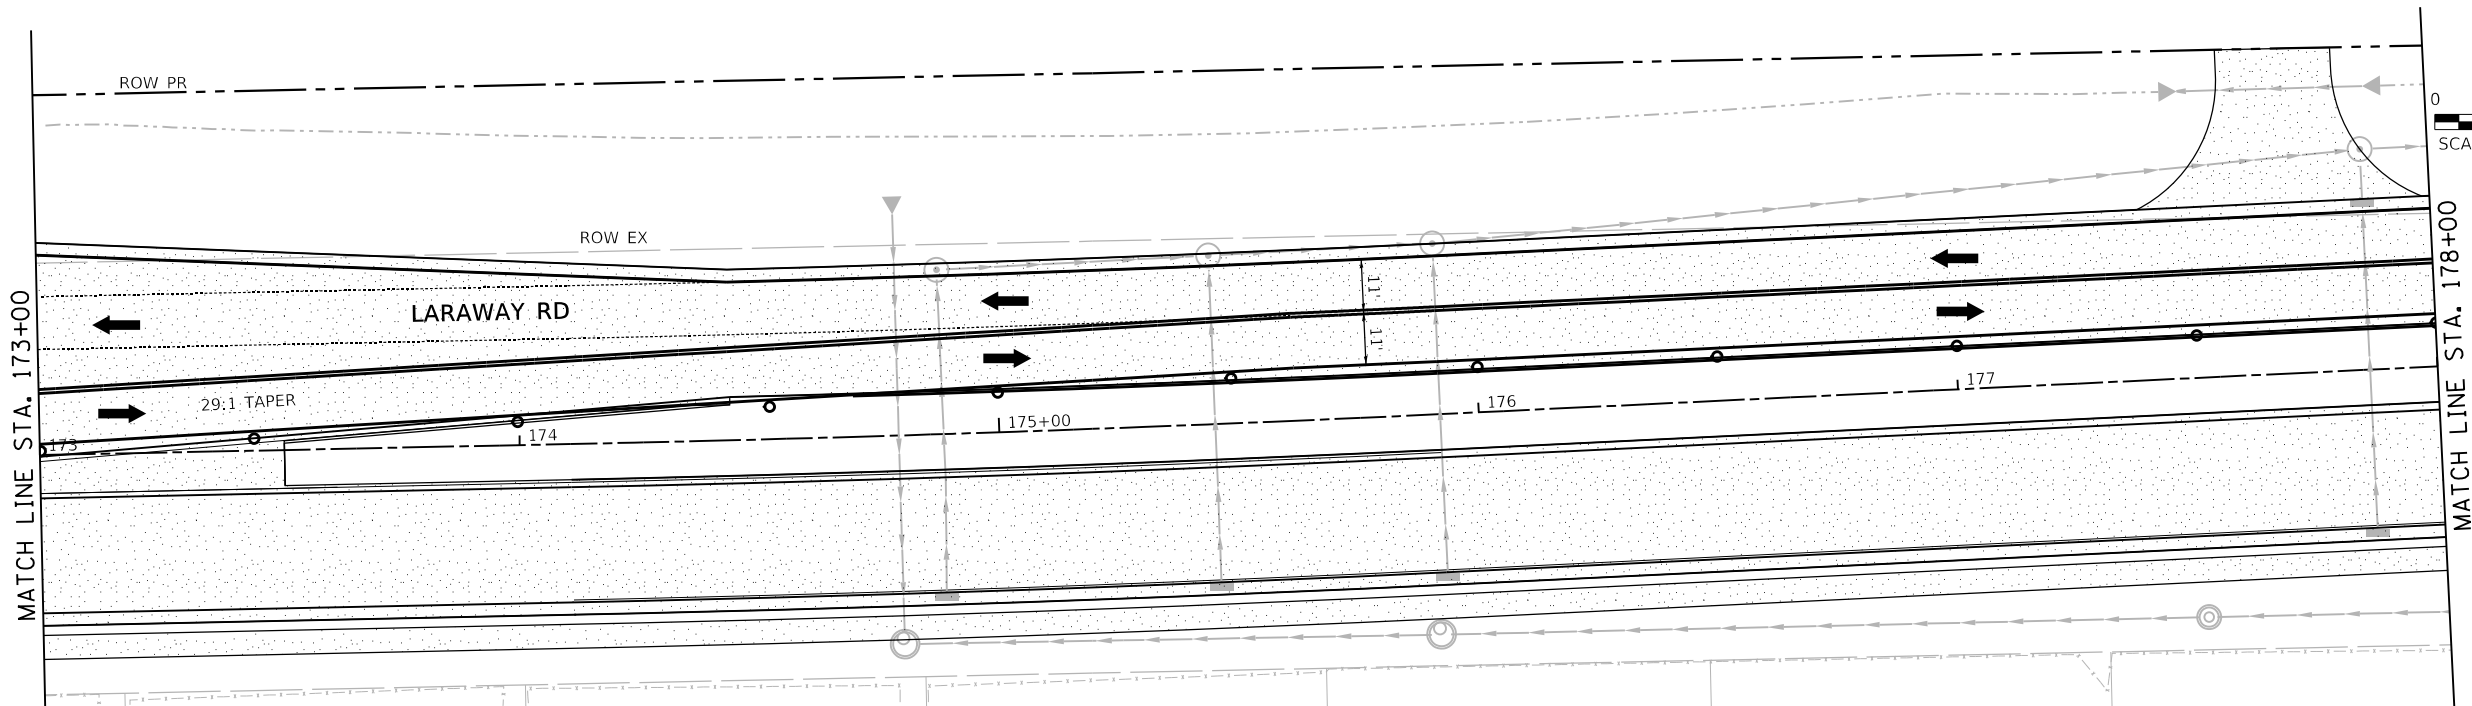 ROW PR
0
SCA
ROW EX
LARAWAY RD
11'
11'
29:1 TAPER
173
174
175+00
176
177
MATCH LINE STA. 173+00
MATCH LINE STA. 178+00